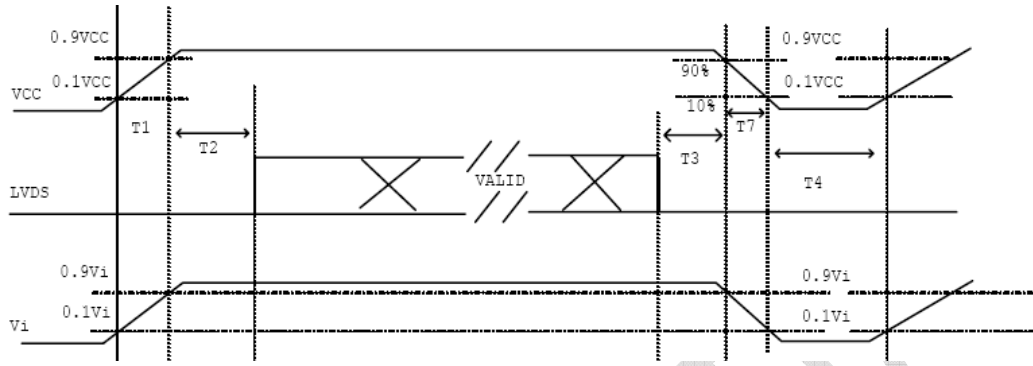 0.9VCC
0.9VCC
90%
0.1VCC
0.1VCC
VCC
10%
T1
T2
T3
T7
T4
VALID
LVDS
0.9Vi
0.9Vi
0.1Vi
0.1Vi
Vi